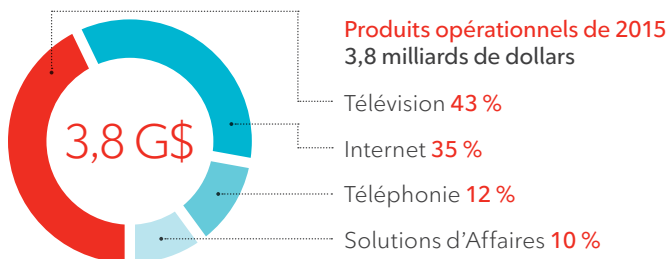 Produits opérationnels de 2015
3,8 milliards de dollars
3,8 G$
Télévision 43 %
Internet 35 %
Téléphonie 12 %
Solutions d’Affaires 10 %